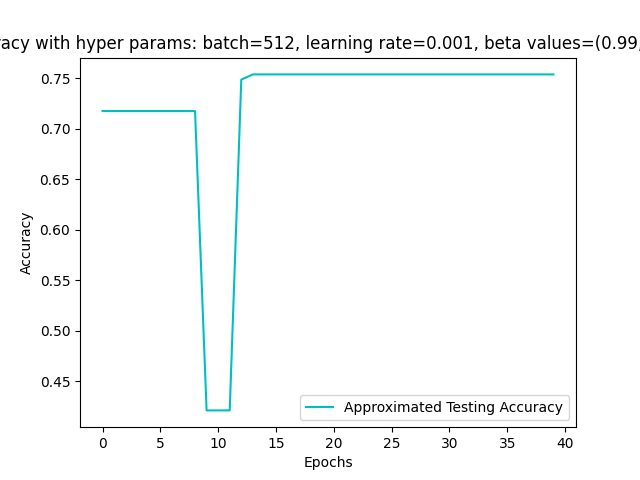 racy with hyper params: batch=512, learning rate=0.001, beta values=(0.99,
0.75
0.70
0.65
0.60
0.55
0.50
0.45
Accuracy
Approximated Testing Accuracy
0 5 10 15 20 25 30 35 40
Epochs